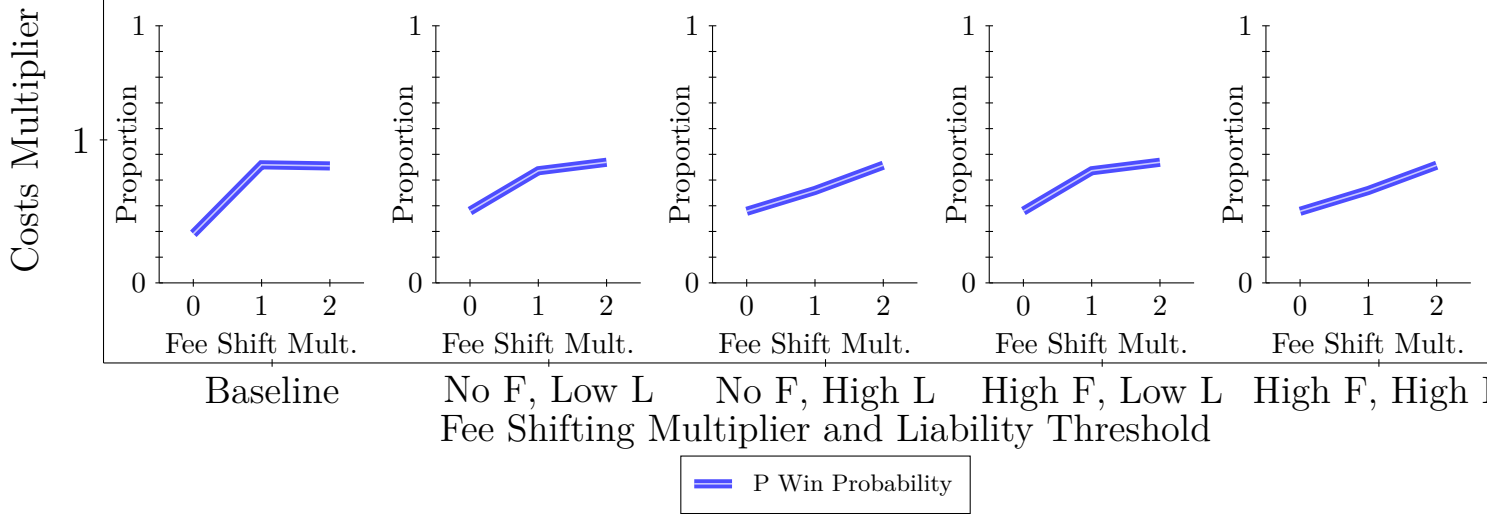 Costs Multiplier
1
1
Proportion
0
0 1 2
Fee Shift Mult.
1
Proportion
0
0 1 2
Fee Shift Mult.
1
Proportion
0
0 1 2
Fee Shift Mult.
1
Proportion
0
0 1 2
Fee Shift Mult.
1
Proportion
0
0 1 2
Fee Shift Mult.
Baseline
No F, Low L
No F, High L
High F, Low L
High F, High
Fee Shifting Multiplier and Liability Threshold
P Win Probability